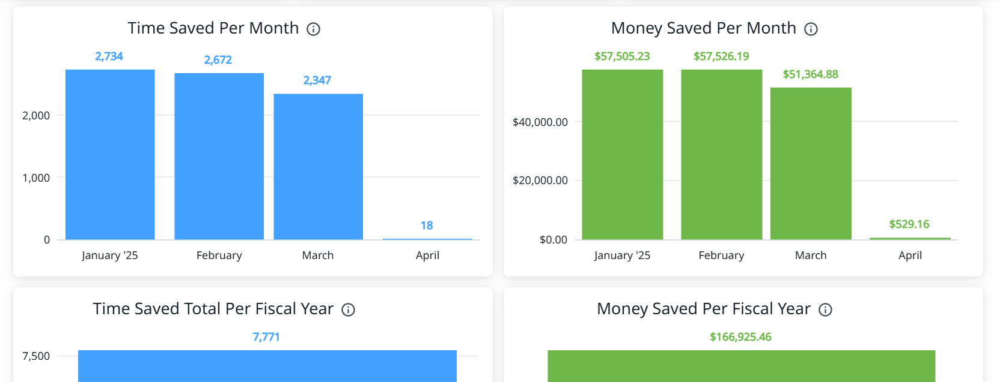 Time Saved Per Month
2,734
2,672
2,347
2,000
1,000
18
0
January '25
February
March
April
Money Saved Per Month
$57,505.23
$57,526.19
$51,364.88
$40,000.00
$20,000.00
$529.16
$0.00
January '25
February
March
April
Time Saved Total Per Fiscal Year
7,771
7,500
Money Saved Per Fiscal Year
$166,925.46